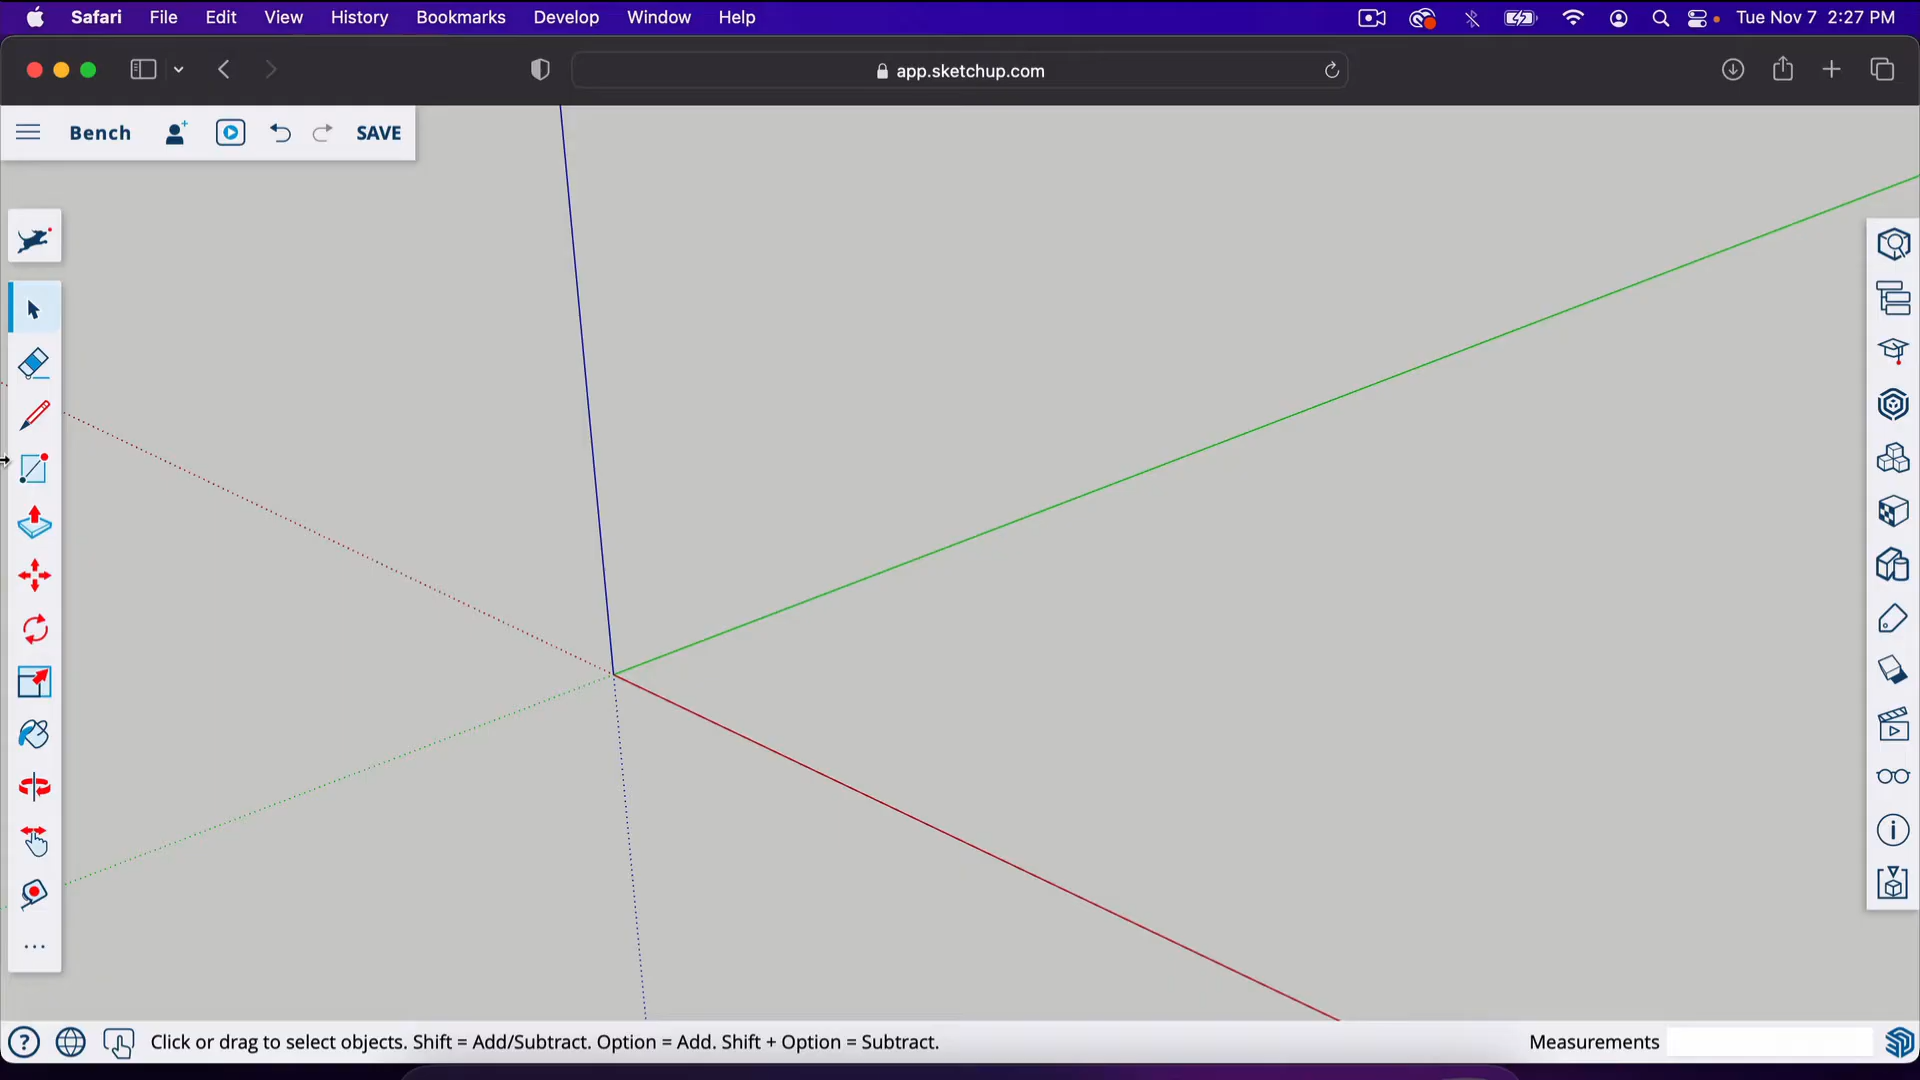 Safari File Edit View History Bookmarks Develop Window Help Tue Nov 7 2:27 PM
app.sketchup.com
Bench SAVE
Click or drag to select objects. Shift = Add/Subtract. Option = Add. Shift + Option = Subtract. Measurements